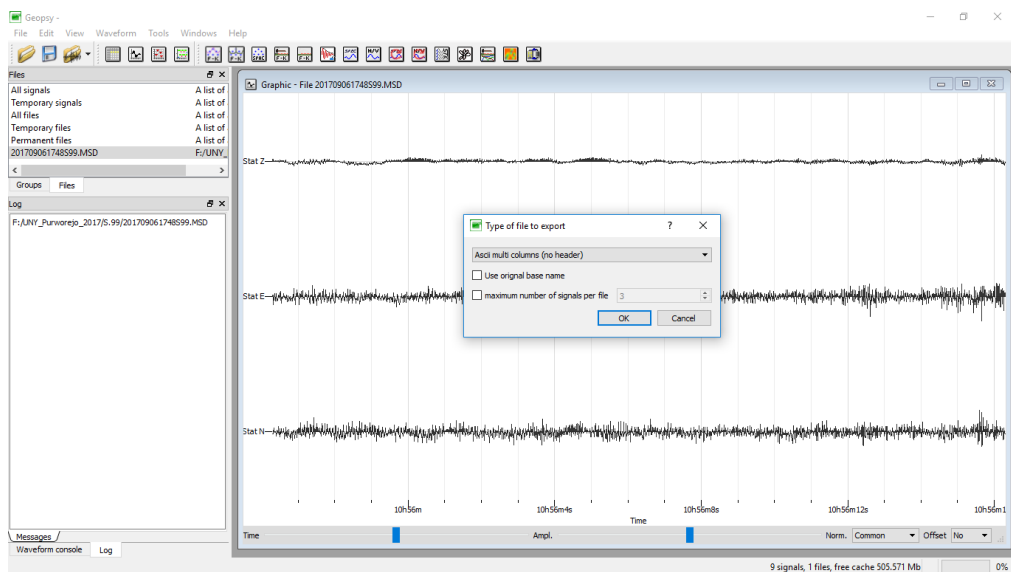 Geopsy -
File Edit View Waveform Tools Windows Help
Files
All signals A list of
Temporary signals A list of
All files A list of
Temporary files A list of
Permanent files A list of
201709061748S99.MSD F:/UNY_
Groups Files
Log
F:/UNY_Purworejo_2017/S.99/201709061748S99.MSD
Messages
Waveform console Log
Graphic - File 201709061748S99.MSD
Stat Z
Stat E
Stat N
10h56m 10h56m4s 10h56m8s 10h56m12s 10h56m1
Time
Time Ampl. Norm. Common Offset No
Type of file to export ?
Ascii multi columns (no header)
Use orignal base name
maximum number of signals per file 3
OK Cancel
9 signals, 1 files, free cache 505.571 Mb 0%